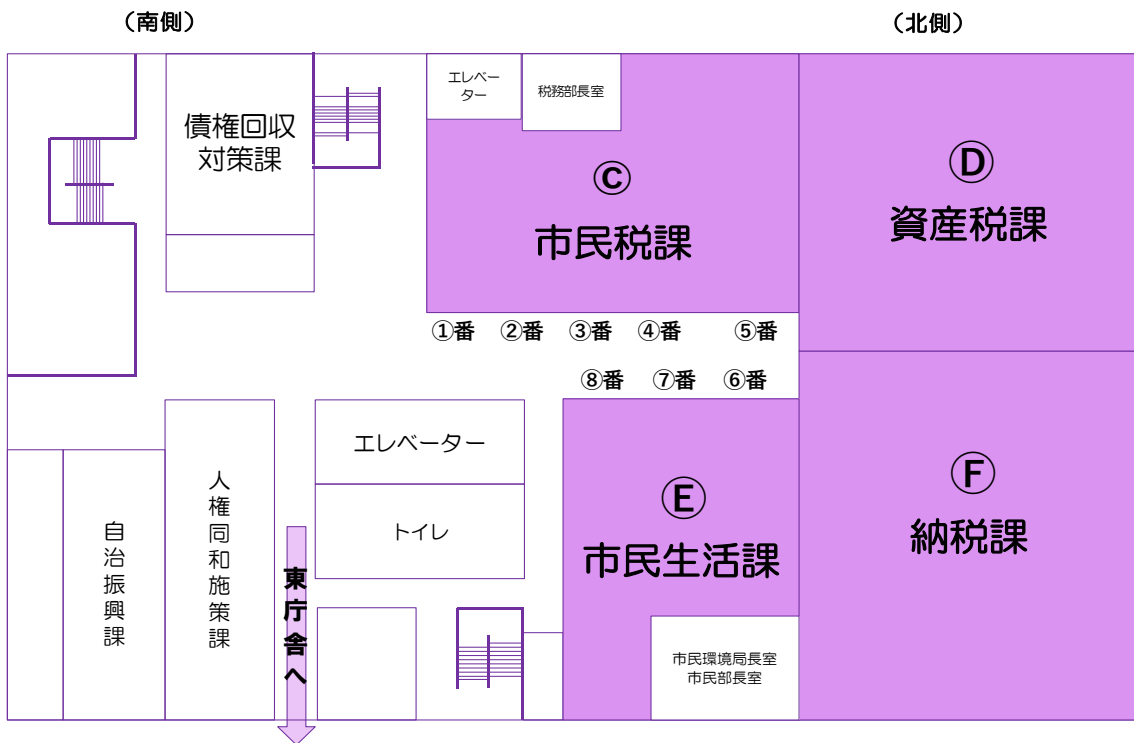 （南側）
（北側）
エレベー
ター
税務部長室
債権回収
対策課
Ⓒ
市民税課
Ⓓ
資産税課
①番
②番
③番
④番
⑤番
⑧番
⑦番
⑥番
エレベーター
トイレ
人権同和施策課
自治振興課
東庁舎へ
Ⓔ
市民生活課
Ⓕ
納税課
市民環境局長室
市民部長室